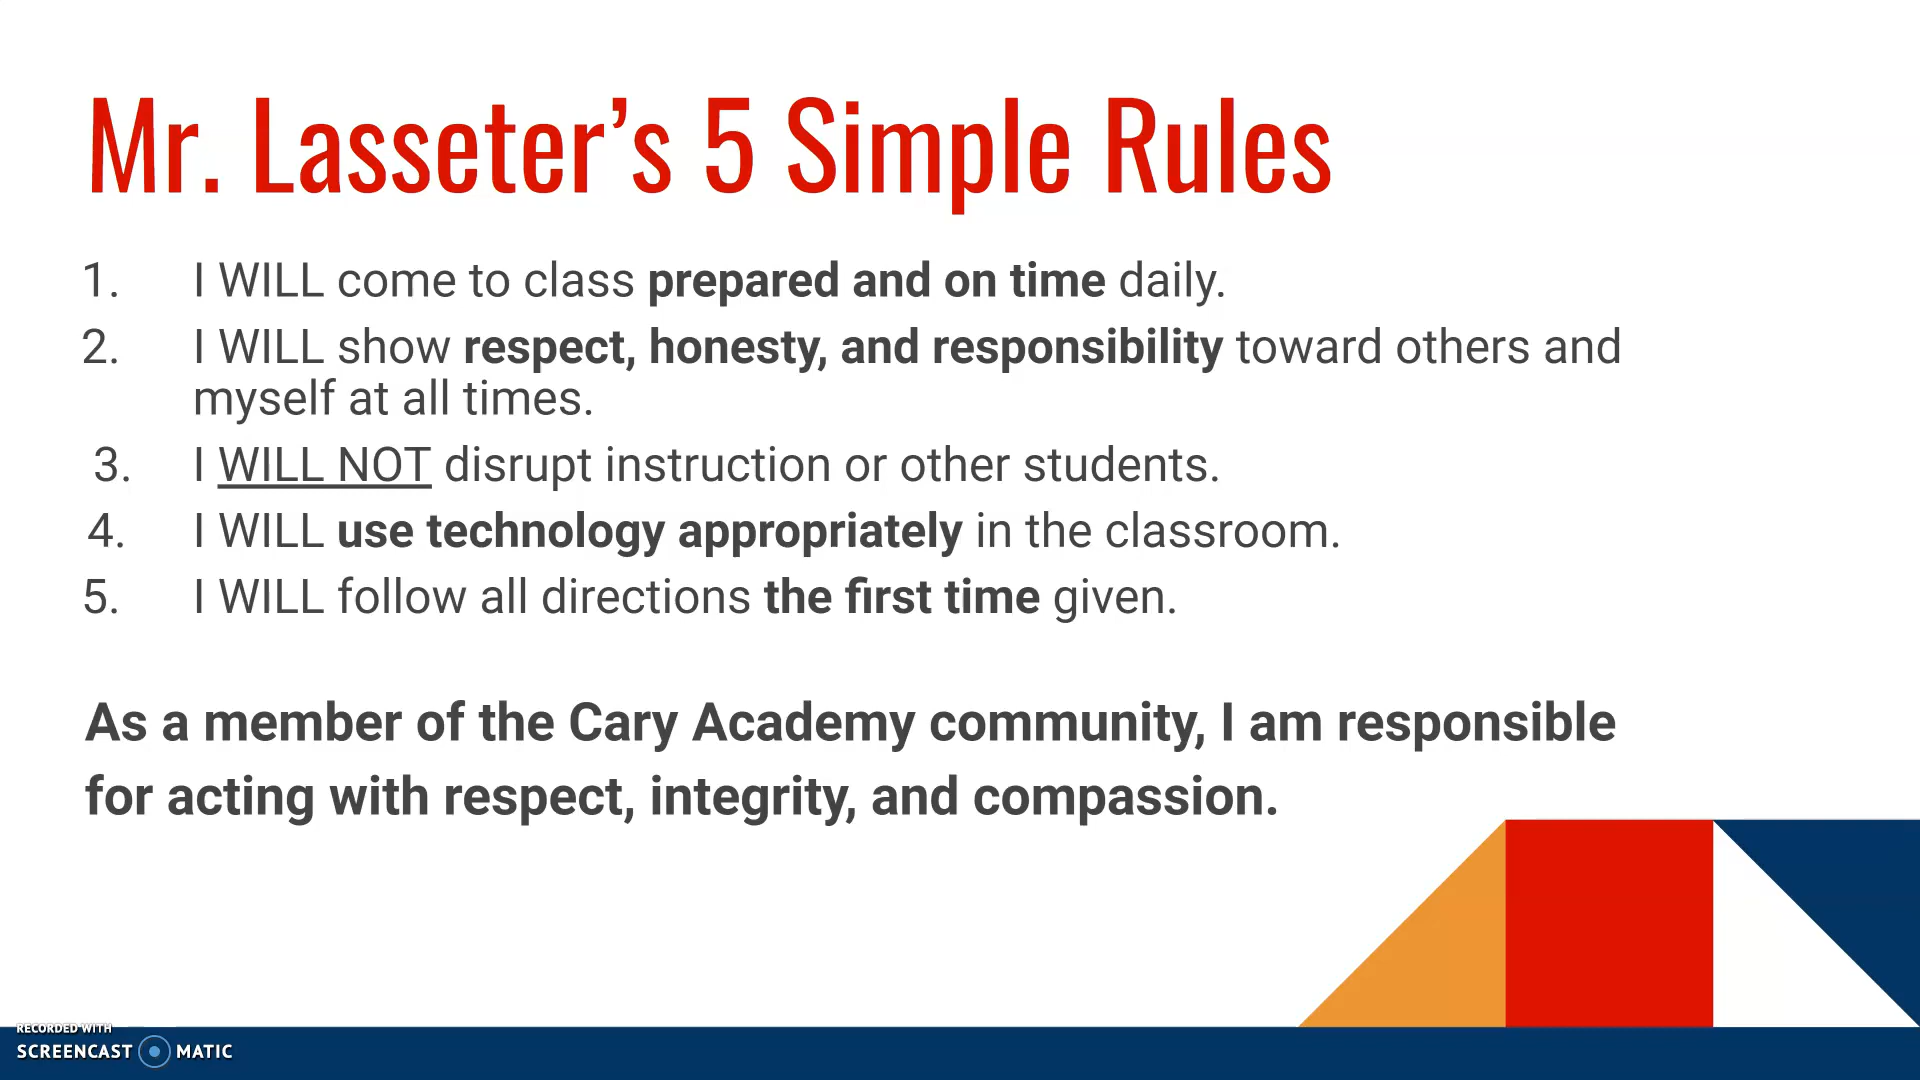 Mr. Lasseter’s 5 Simple Rules
1. I WILL come to class prepared and on time daily.
2. I WILL show respect, honesty, and responsibility toward others and
myself at all times.
3. I WILL NOT disrupt instruction or other students.
4. I WILL use technology appropriately in the classroom.
5. I WILL follow all directions the first time given.
As a member of the Cary Academy community, I am responsible
for acting with respect, integrity, and compassion.
RECORDED WITH
SCREENCAST MATIC